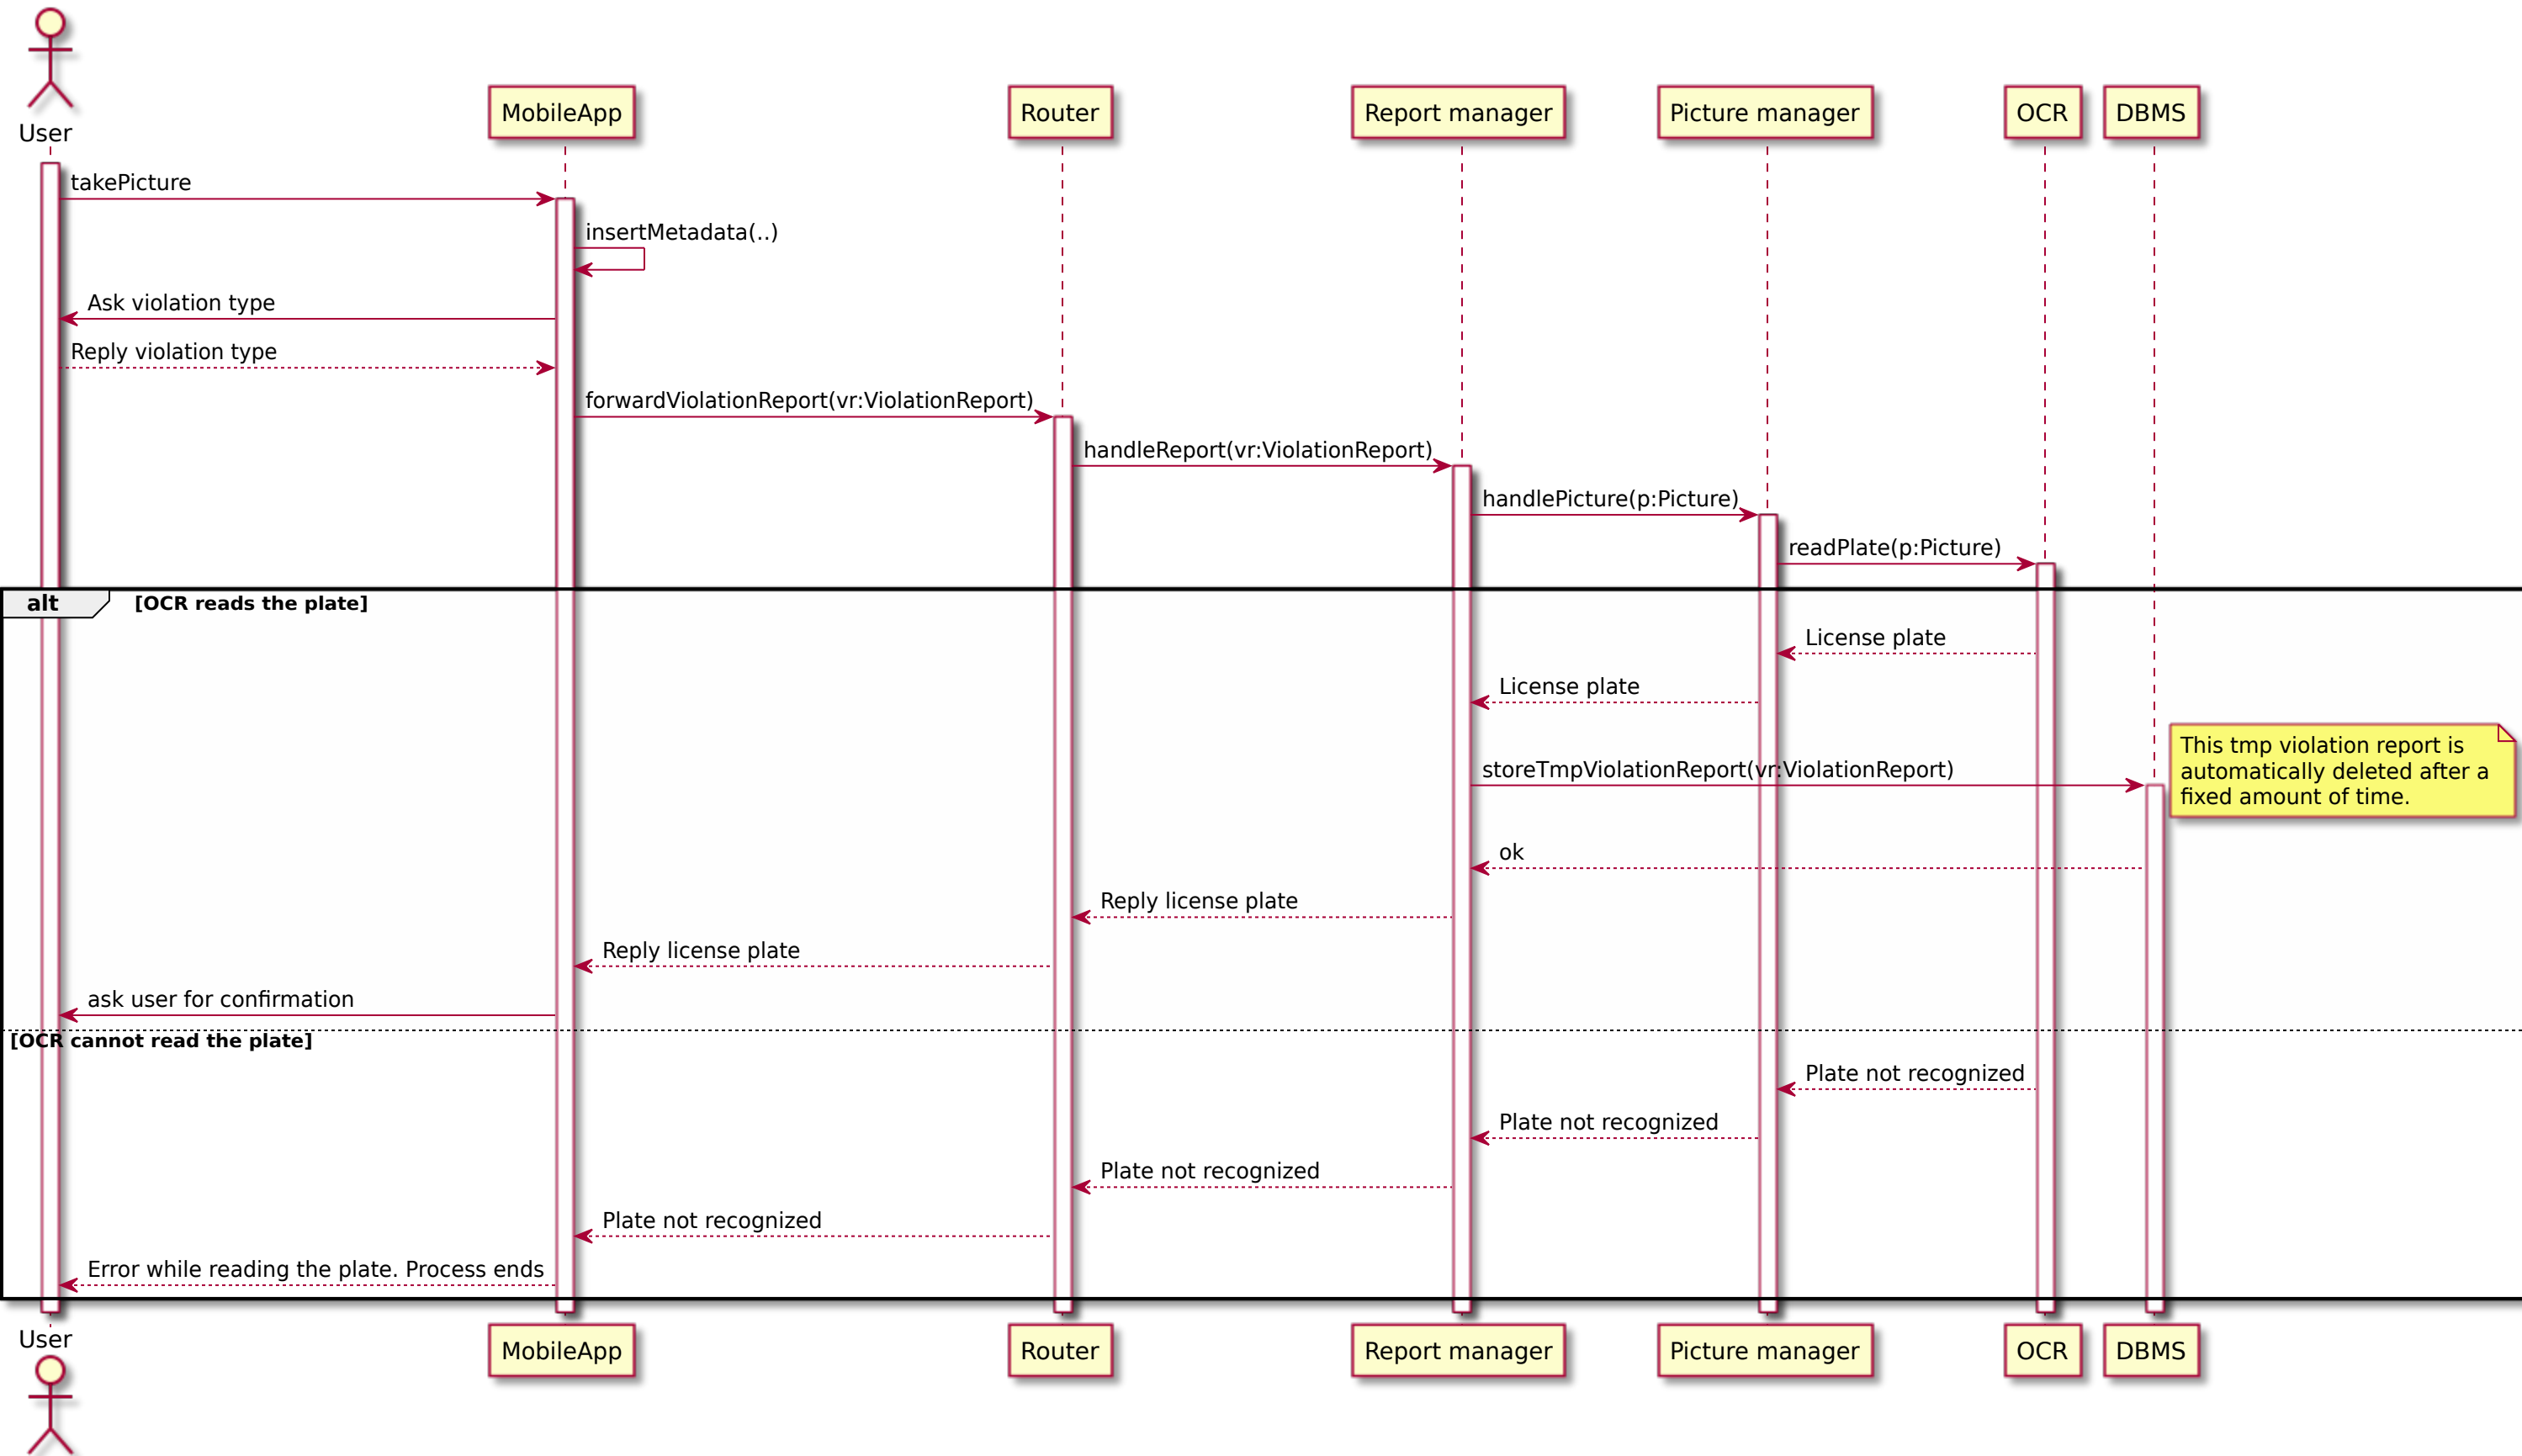 User
MobileApp
Router
Report manager
Picture manager
OCR
DBMS
takePicture
insertMetadata(..)
Ask violation type
Reply violation type
forwardViolationReport(vr:ViolationReport)
handleReport(vr:ViolationReport)
handlePicture(p:Picture)
readPlate(p:Picture)
alt
[OCR reads the plate]
License plate
License plate
This tmp violation report is
automatically deleted after a
fixed amount of time.
storeTmpViolationReport(vr:ViolationReport)
ok
Reply license plate
Reply license plate
ask user for confirmation
[OCR cannot read the plate]
Plate not recognized
Plate not recognized
Plate not recognized
Plate not recognized
Error while reading the plate. Process ends
User
MobileApp
Router
Report manager
Picture manager
OCR
DBMS